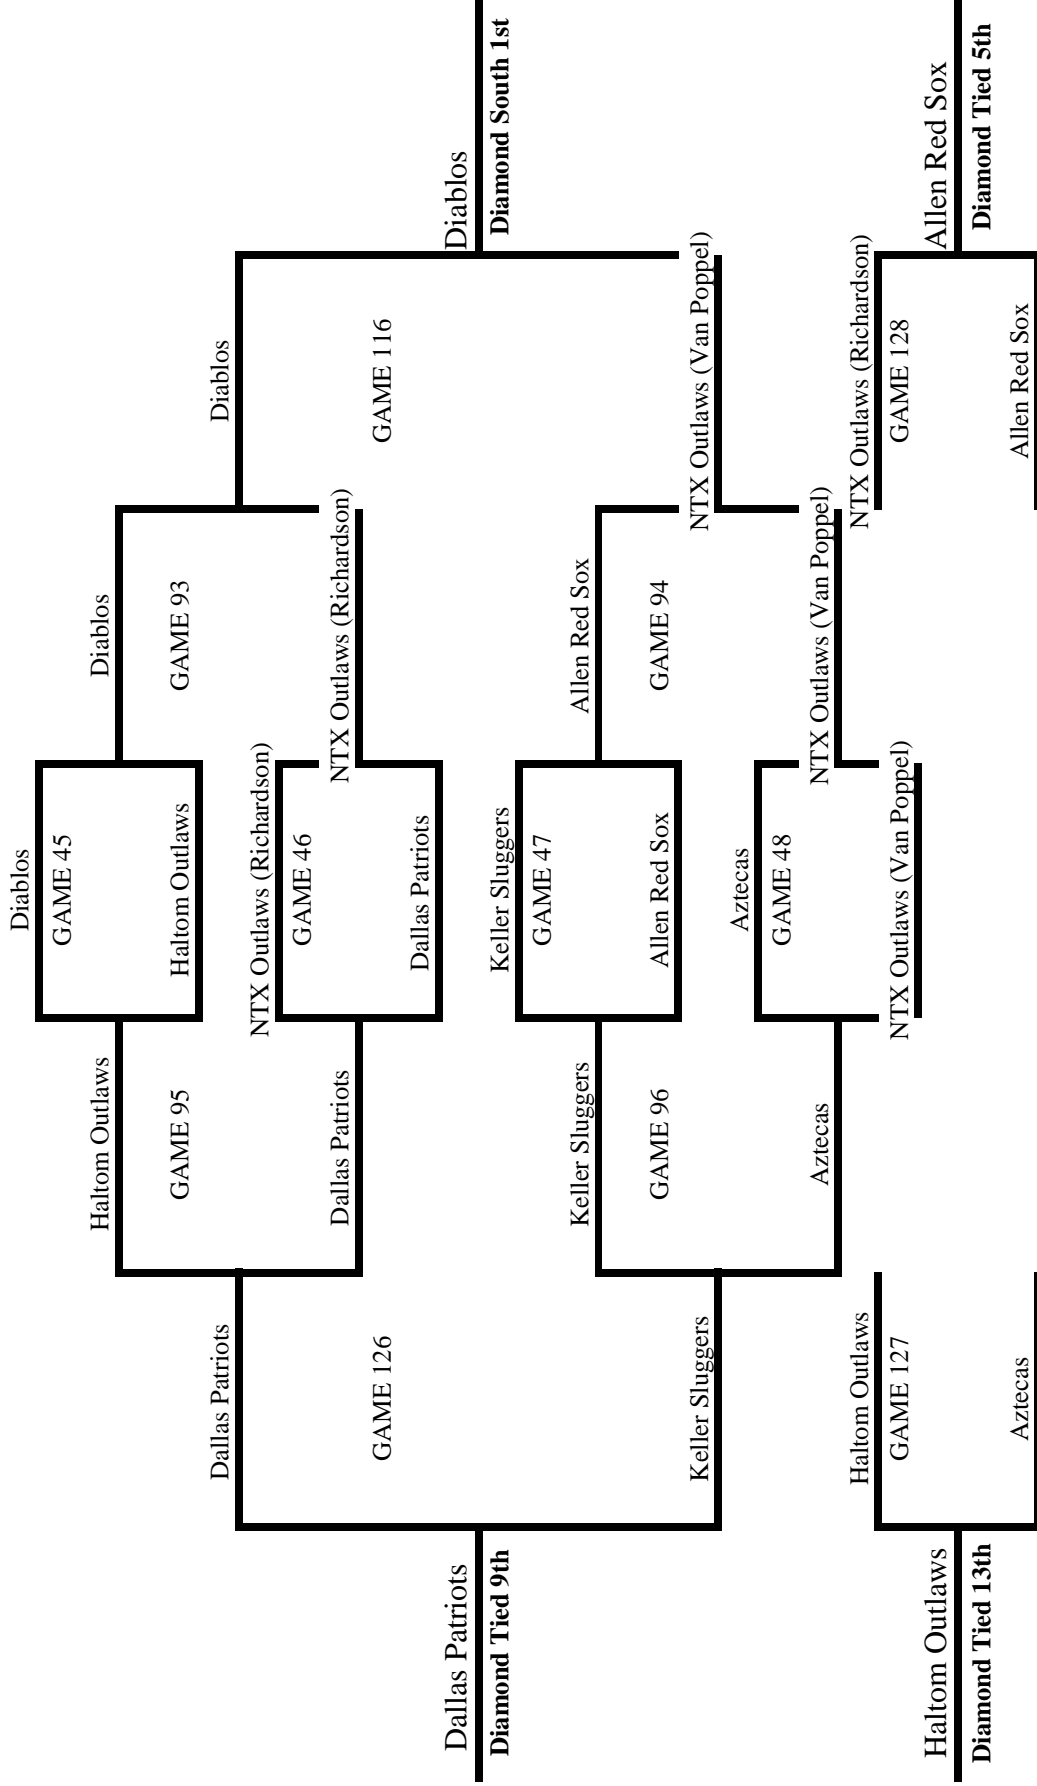 Diablos
GAME 45
Haltom Outlaws
NTX Outlaws (Richardson)
GAME 46
Dallas Patriots
Keller Sluggers
GAME 47
Allen Red Sox
Aztecas
GAME 48
NTX Outlaws (Van Poppel)
Diablos
GAME 93
NTX Outlaws (Richardson)
Allen Red Sox
GAME 94
NTX Outlaws (Van Poppel)
Diablos
GAME 116
NTX Outlaws (Van Poppel)
Diablos
Diamond South 1st
NTX Outlaws (Richardson)
GAME 128
Allen Red Sox
Allen Red Sox
Diamond Tied 5th
Haltom Outlaws
GAME 95
Dallas Patriots
Keller Sluggers
GAME 96
Aztecas
Dallas Patriots
GAME 126
Keller Sluggers
Dallas Patriots
Diamond Tied 9th
Haltom Outlaws
GAME 127
Aztecas
Haltom Outlaws
Diamond Tied 13th